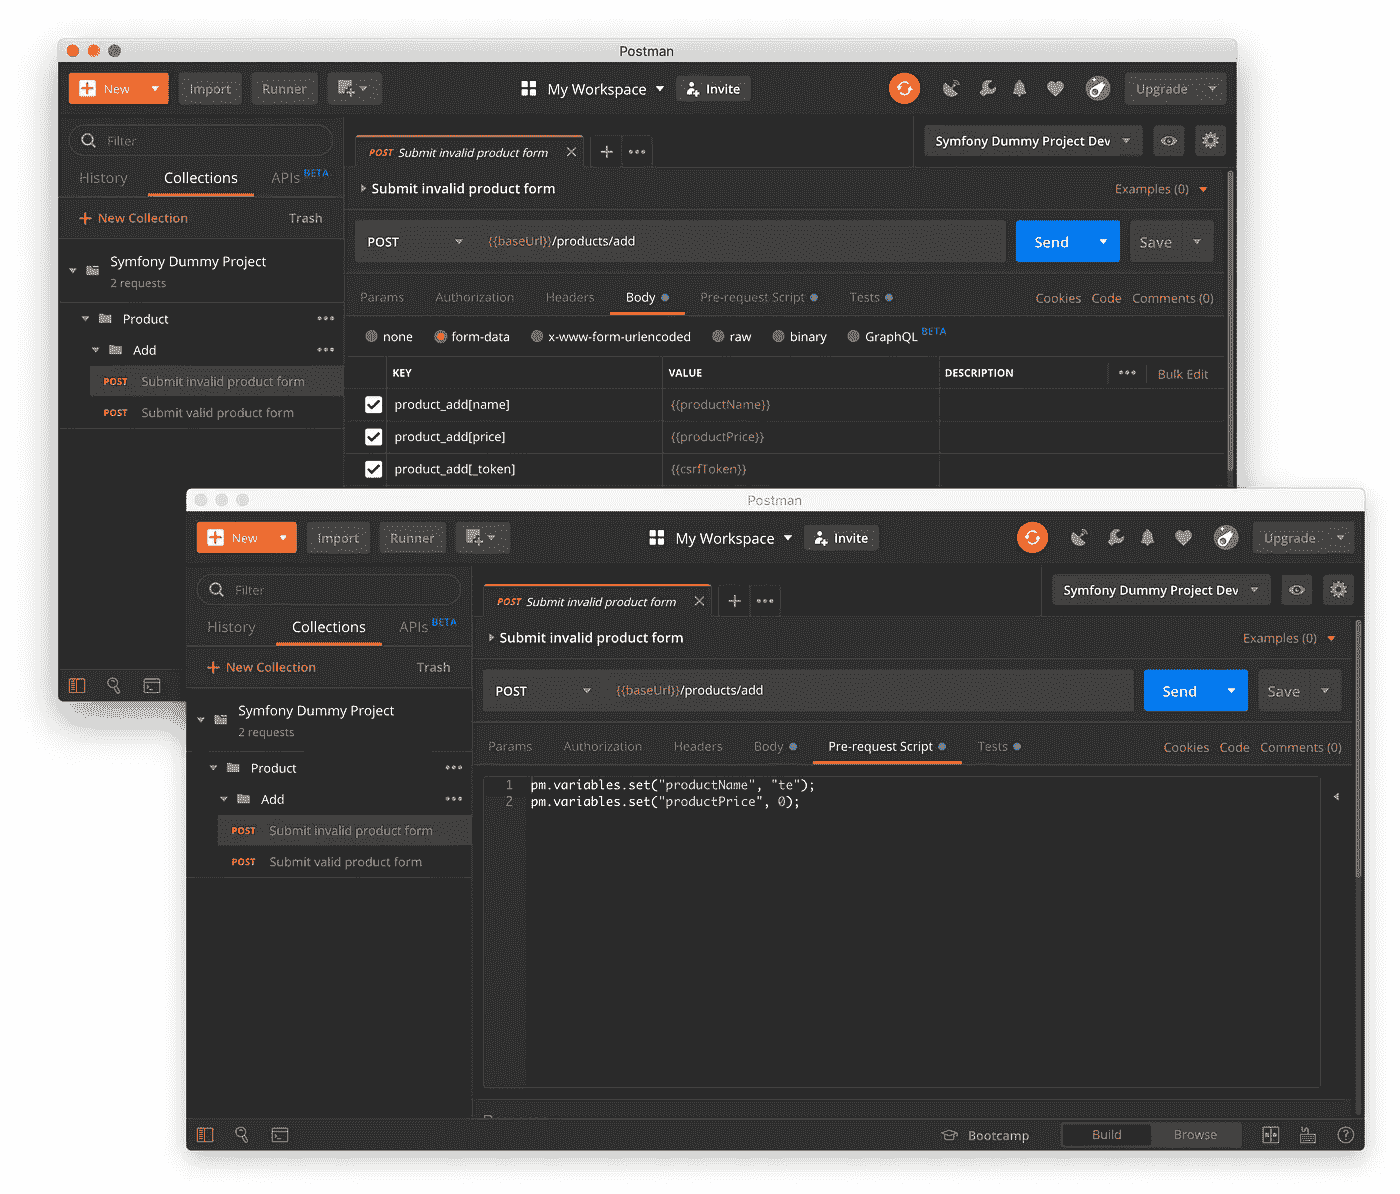 Postman
New Import Runner My Workspace Invite Upgrade
Filter
POST Submit invalid product form Symfony Dummy Project Dev
History Collections APIs BETA
Submit invalid product form Examples (0)
New Collection Trash
POST {{baseUrl}}/products/add Send Save
Symfony Dummy Project
2 requests
Params Authorization Headers Body Pre-request Script Tests Cookies Code Comments (0)
Product
none form-data x-www-form-urlencoded raw binary GraphQL BETA
Add
KEY VALUE DESCRIPTION Bulk Edit
POST Submit invalid product form
product_add[name] {{productName}}
POST Submit valid product form
product_add[price] {{productPrice}}
product_add[_token] {{csrfToken}}
Postman
New Import Runner My Workspace Invite Upgrade
Filter
POST Submit invalid product form Symfony Dummy Project Dev
History Collections APIs BETA
Submit invalid product form Examples (0)
New Collection Trash
POST {{baseUrl}}/products/add Send Save
Symfony Dummy Project
2 requests
Params Authorization Headers Body Pre-request Script Tests Cookies Code Comments (0)
Product
1 pm.variables.set("productName", "te");
2 pm.variables.set("productPrice", 0);
Add
POST Submit invalid product form
POST Submit valid product form
Bootcamp Build Browse